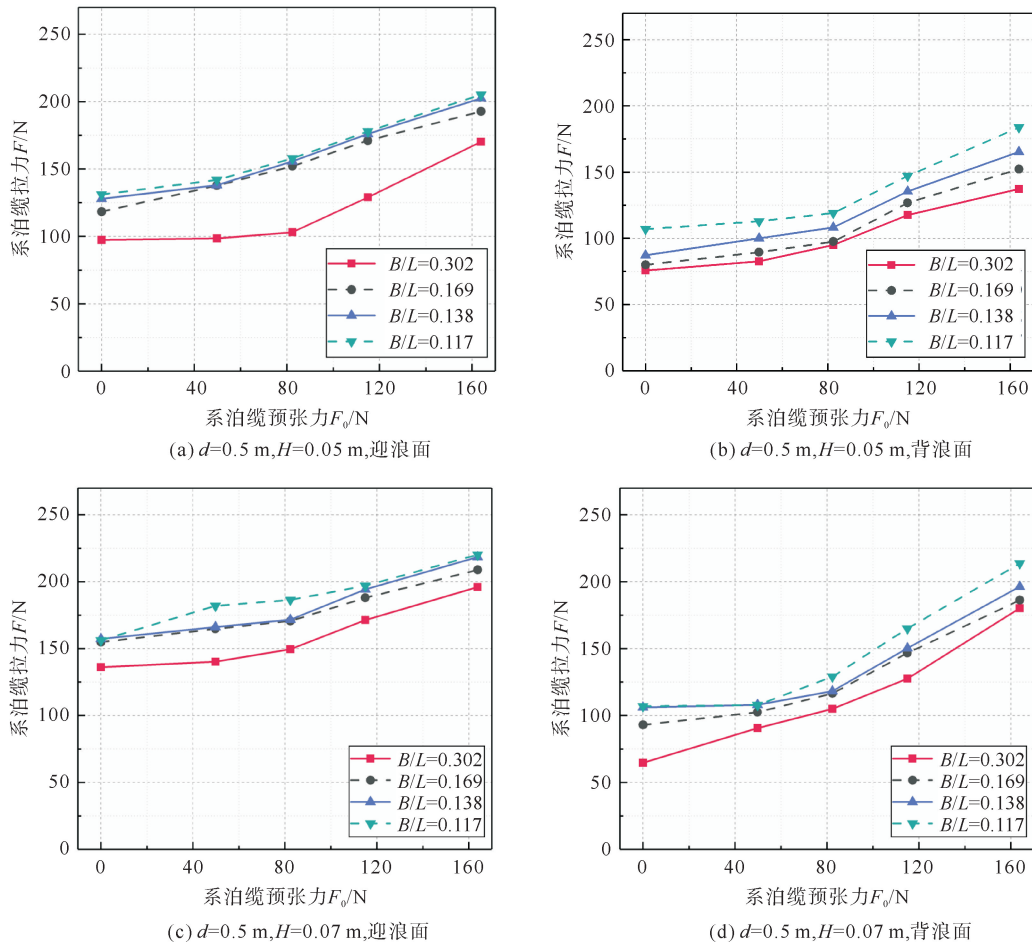 250
200
150
100
50
0
系泊缆拉力F/N
B/L=0.302
B/L=0.169
B/L=0.138
B/L=0.117
0 40 80 120 160
系泊缆预张力F₀/N
(a) d=0.5 m,H=0.05 m,迎浪面
250
200
150
100
50
0
系泊缆拉力F/N
B/L=0.302
B/L=0.169
B/L=0.138
B/L=0.117
0 40 80 120 160
系泊缆预张力F₀/N
(b) d=0.5 m,H=0.05 m,背浪面
250
200
150
100
50
0
系泊缆拉力F/N
B/L=0.302
B/L=0.169
B/L=0.138
B/L=0.117
0 40 80 120 160
系泊缆预张力F₀/N
(c) d=0.5 m,H=0.07 m,迎浪面
250
200
150
100
50
0
系泊缆拉力F/N
B/L=0.302
B/L=0.169
B/L=0.138
B/L=0.117
0 40 80 120 160
系泊缆预张力F₀/N
(d) d=0.5 m,H=0.07 m,背浪面